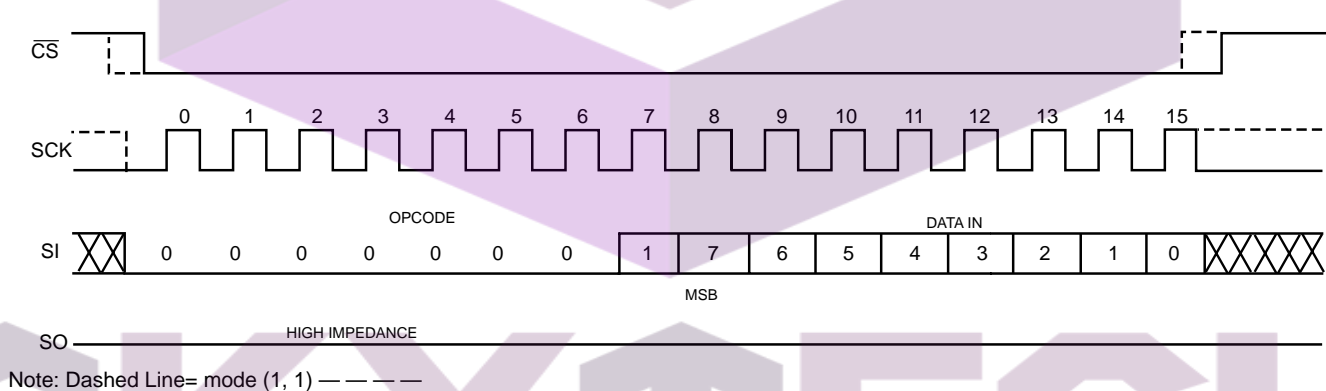 CS
0 1 2 3 4 5 6 7 8 9 10 11 12 13 14 15
SCK
OPCODE
DATA IN
SI
0 0 0 0 0 0 0 1 7 6 5 4 3 2 1 0
MSB
HIGH IMPEDANCE
SO
Note: Dashed Line= mode (1, 1) — — — —